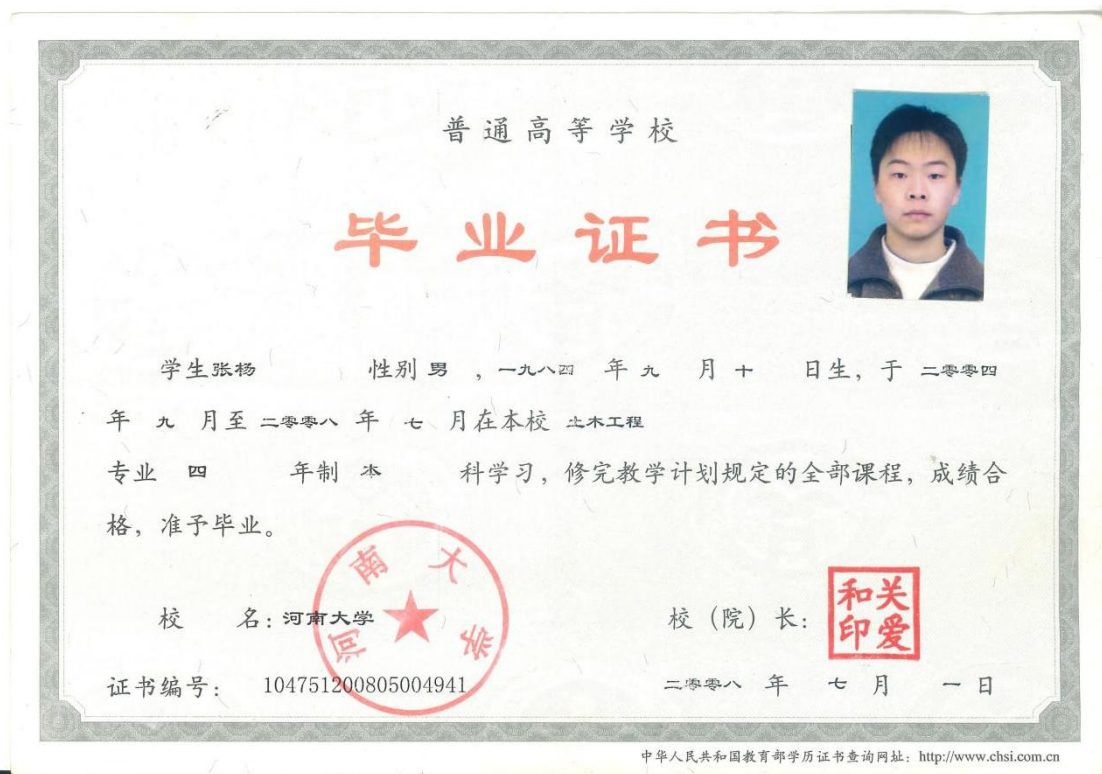 普通高等学校
毕业证书
学生张杨 性别 男 ，一九八四 年 九 月 十 日生，于 二零零四
年 九 月至 二零零八 年 七 月在本校 土木工程
专业 四 年制 本 科学习，修完教学计划规定的全部课程，成绩合
格，准予毕业。
河南大学
校 名：河南大学 校（院）长：
关爱和印
证书编号： 104751200805004941 二零零八 年 七 月 一 日
中华人民共和国教育部学历证书查询网址：http://www.chsi.com.cn